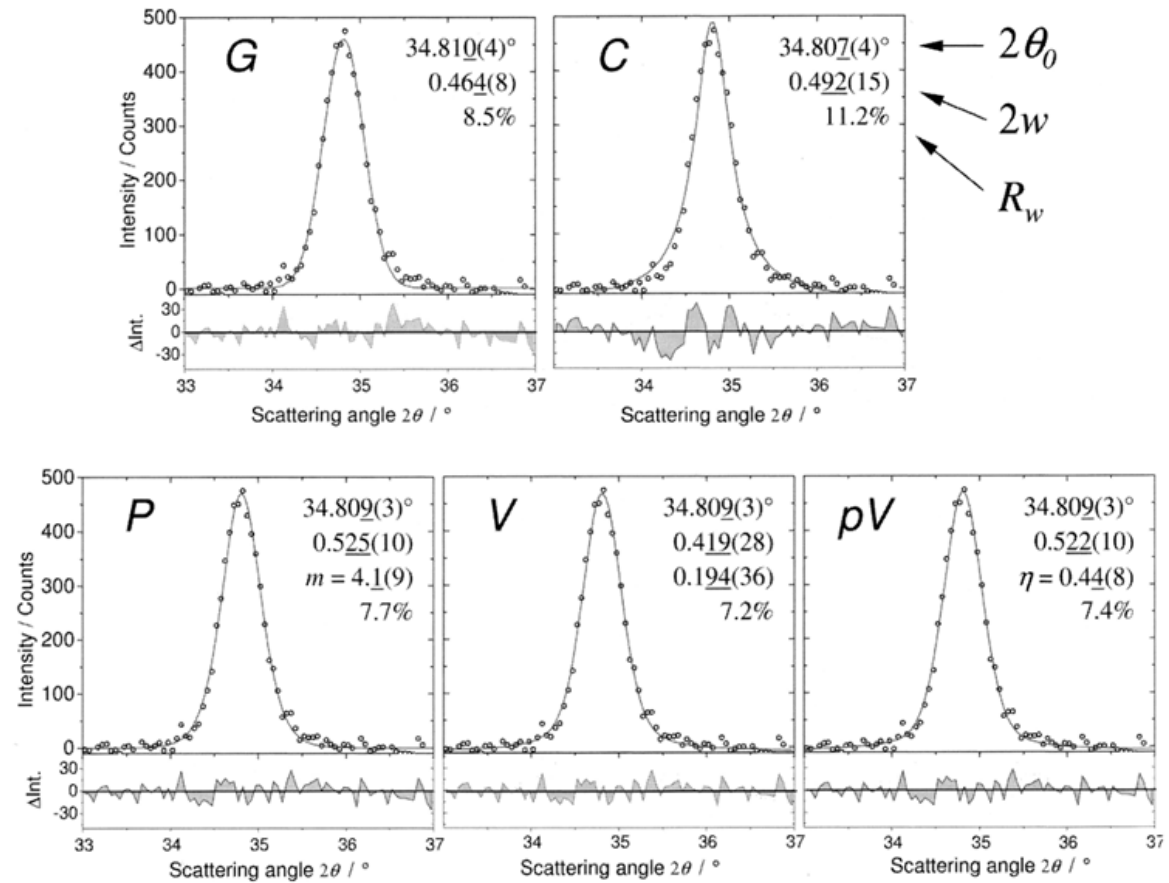 G
34.810(4)°
0.464(8)
8.5%
C
34.807(4)°
0.492(15)
11.2%
2θ₀
2w
R_w
Intensity / Counts
500
400
300
200
100
0
ΔInt.
30
0
-30
33
34
35
36
37
34
35
36
37
Scattering angle 2θ / °
Scattering angle 2θ / °
P
34.809(3)°
0.525(10)
m = 4.1(9)
7.7%
V
34.809(3)°
0.419(28)
0.194(36)
7.2%
pV
34.809(3)°
0.522(10)
η = 0.44(8)
7.4%
Intensity / Counts
500
400
300
200
100
0
ΔInt.
30
0
-30
33
34
35
36
37
34
35
36
37
34
35
36
37
Scattering angle 2θ / °
Scattering angle 2θ / °
Scattering angle 2θ / °